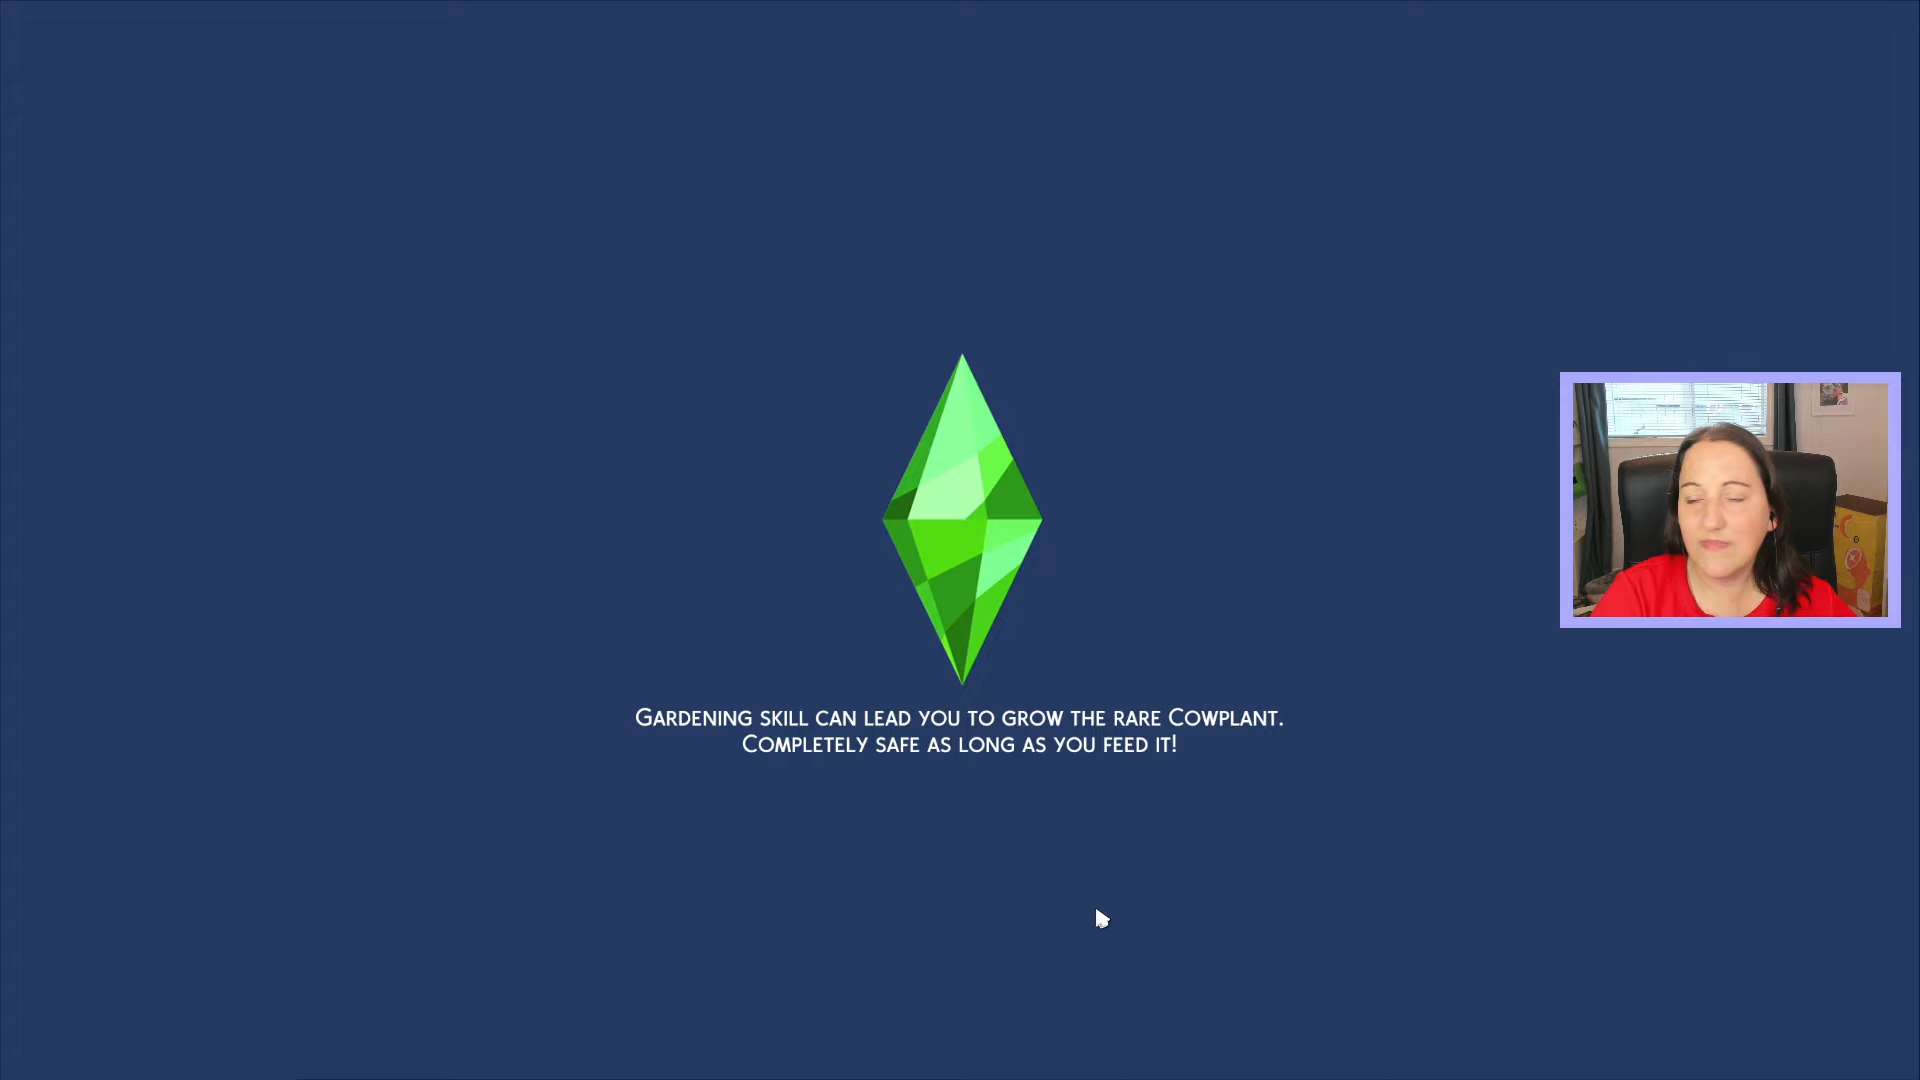 Gardening skill can lead you to grow the rare Cowplant.
Completely safe as long as you feed it!